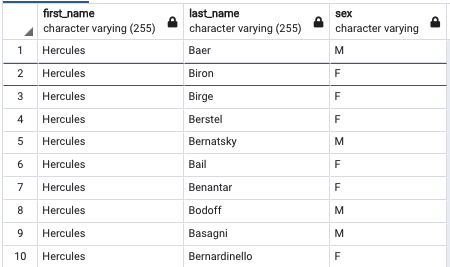 first_name last_name sex
character varying (255) character varying (255) character varying
1 Hercules Baer M
2 Hercules Biron F
3 Hercules Birge F
4 Hercules Berstel F
5 Hercules Bernatsky M
6 Hercules Bail F
7 Hercules Benantar F
8 Hercules Bodoff M
9 Hercules Basagni M
10 Hercules Bernardinello F